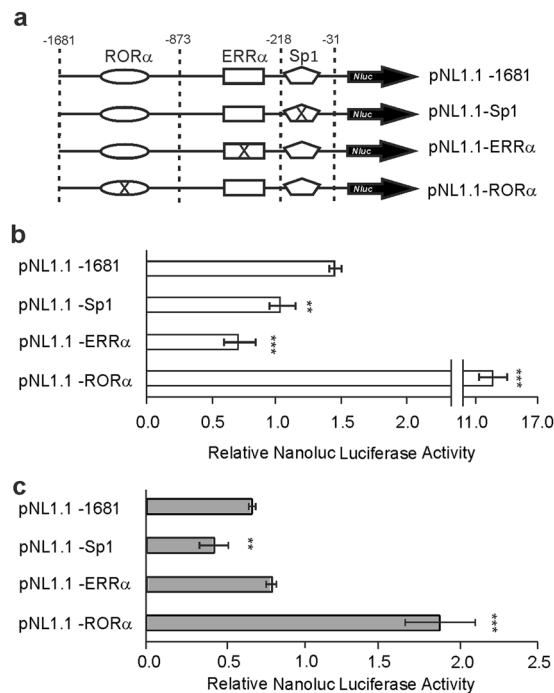 a
-1681 -873 -218 -31
RORα ERRα Sp1
Nluc pNL1.1 -1681
X Nluc pNL1.1-Sp1
X Nluc pNL1.1-ERRα
X Nluc pNL1.1-RORα
b
pNL1.1 -1681
pNL1.1 -Sp1 **
pNL1.1 -ERRα ***
pNL1.1 -RORα ***
0.0 0.5 1.0 1.5 2.0 11.0 17.0
Relative Nanoluc Luciferase Activity
c
pNL1.1 -1681
pNL1.1 -Sp1 **
pNL1.1 -ERRα
pNL1.1 -RORα ***
0.0 0.5 1.0 1.5 2.0 2.5
Relative Nanoluc Luciferase Activity